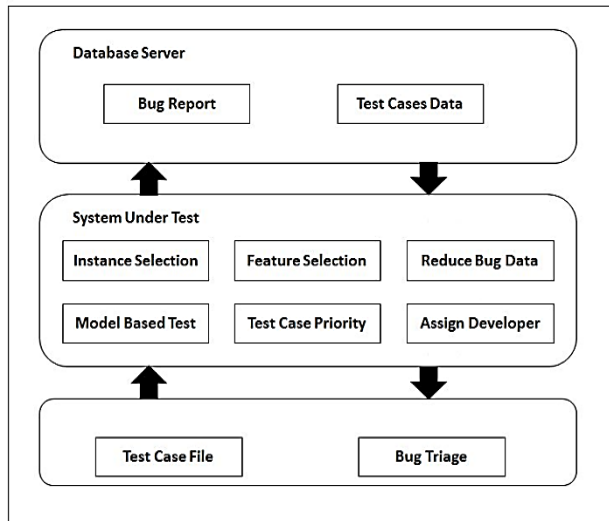 Database Server
Bug Report
Test Cases Data
System Under Test
Instance Selection
Feature Selection
Reduce Bug Data
Model Based Test
Test Case Priority
Assign Developer
Test Case File
Bug Triage